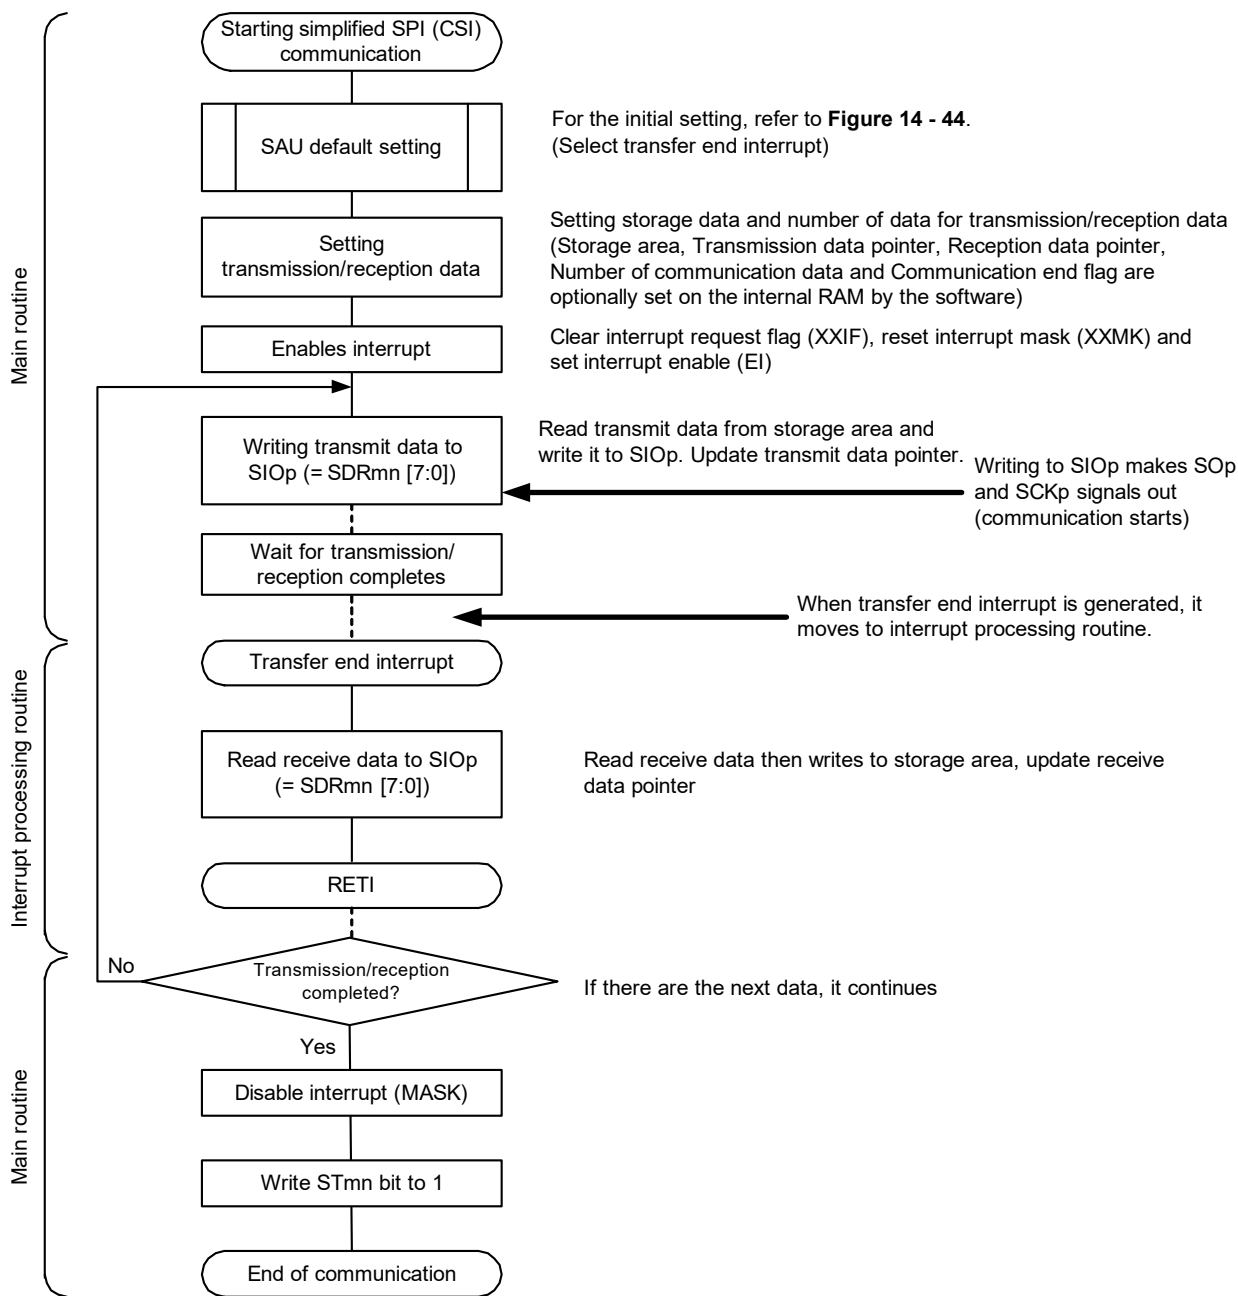 Starting simplified SPI (CSI)
communication
SAU default setting
For the initial setting, refer to Figure 14 - 44.
(Select transfer end interrupt)
Setting
transmission/reception data
Setting storage data and number of data for transmission/reception data
(Storage area, Transmission data pointer, Reception data pointer,
Number of communication data and Communication end flag are
optionally set on the internal RAM by the software)
Main routine
Enables interrupt
Clear interrupt request flag (XXIF), reset interrupt mask (XXMK) and
set interrupt enable (EI)
Writing transmit data to
SIOp (= SDRmn [7:0])
Read transmit data from storage area and
write it to SIOp. Update transmit data pointer.
Writing to SIOp makes SOp
and SCKp signals out
(communication starts)
Wait for transmission/
reception completes
When transfer end interrupt is generated, it
moves to interrupt processing routine.
Transfer end interrupt
Interrupt processing routine
Read receive data to SIOp
(= SDRmn [7:0])
Read receive data then writes to storage area, update receive
data pointer
RETI
No
Transmission/reception
completed?
If there are the next data, it continues
Yes
Main routine
Disable interrupt (MASK)
Write STmn bit to 1
End of communication